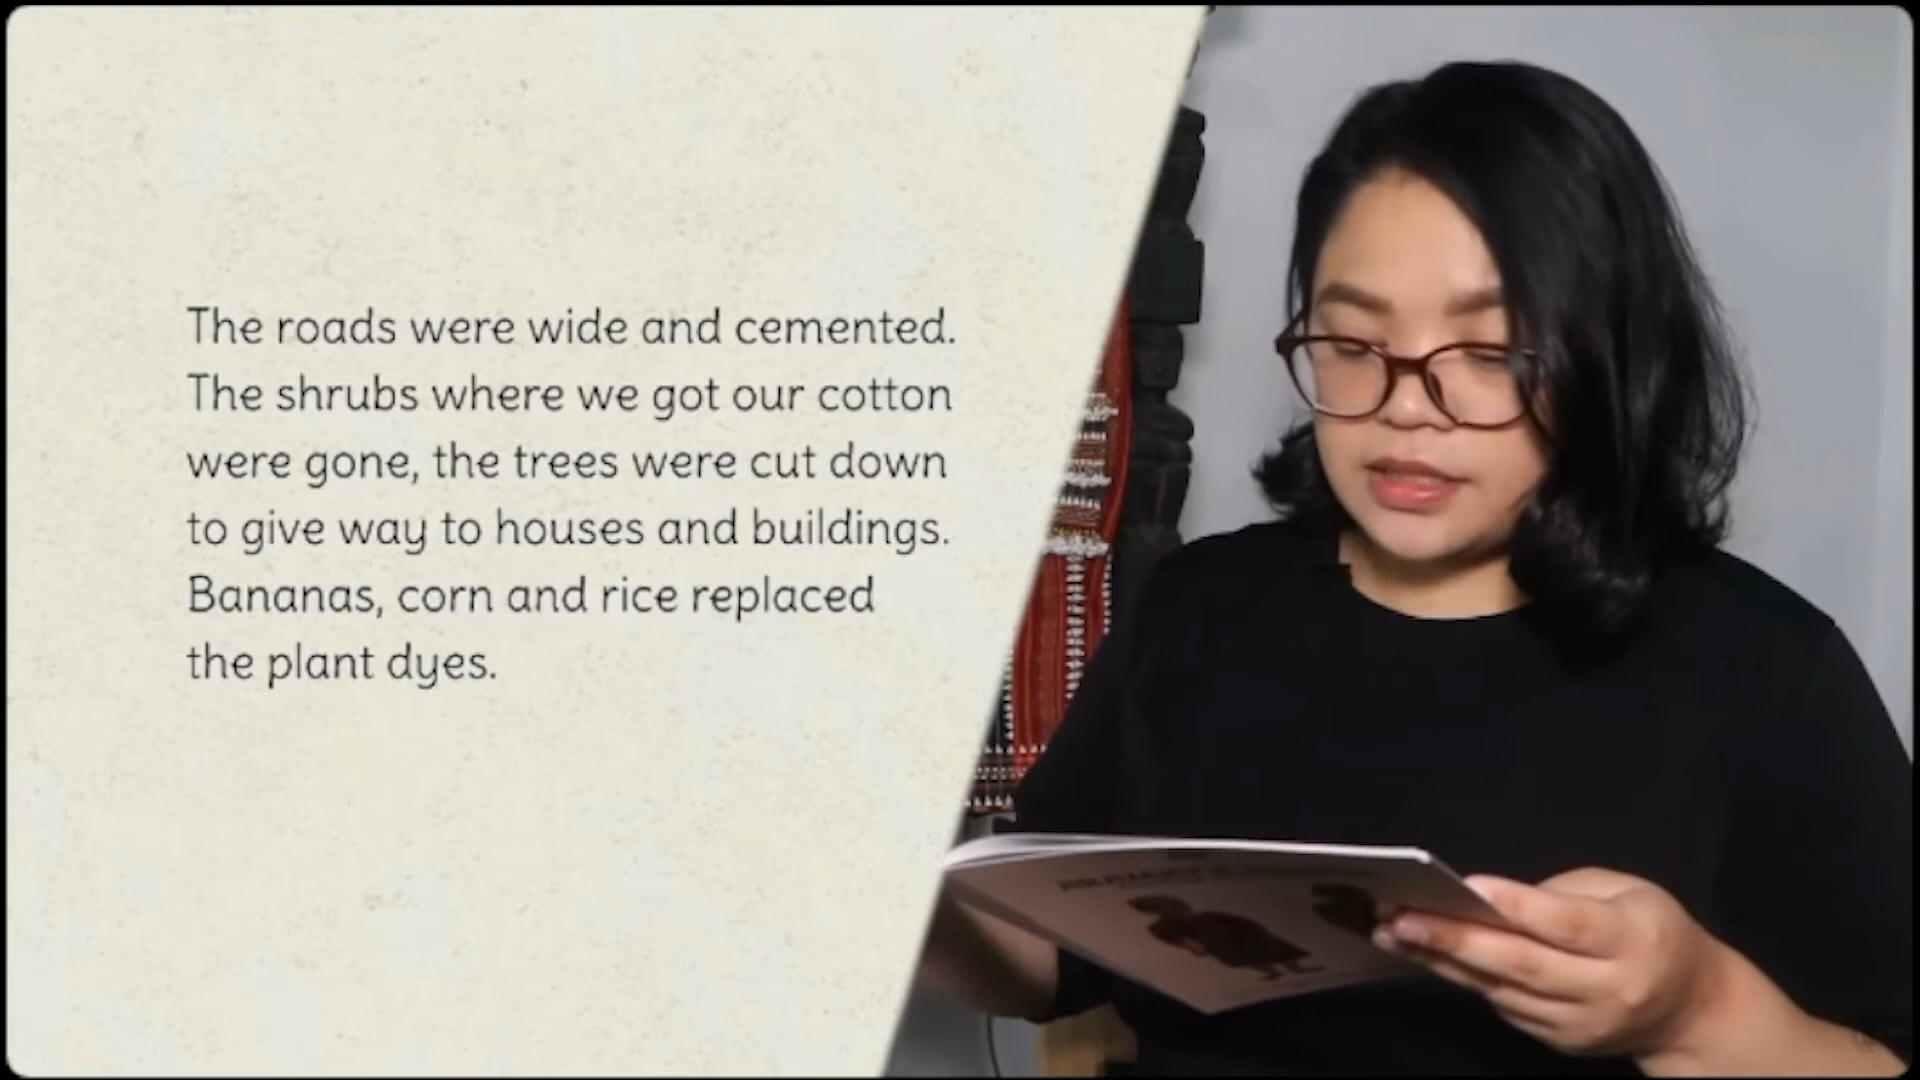 The roads were wide and cemented.
The shrubs where we got our cotton
were gone, the trees were cut down
to give way to houses and buildings.
Bananas, corn and rice replaced
the plant dyes.